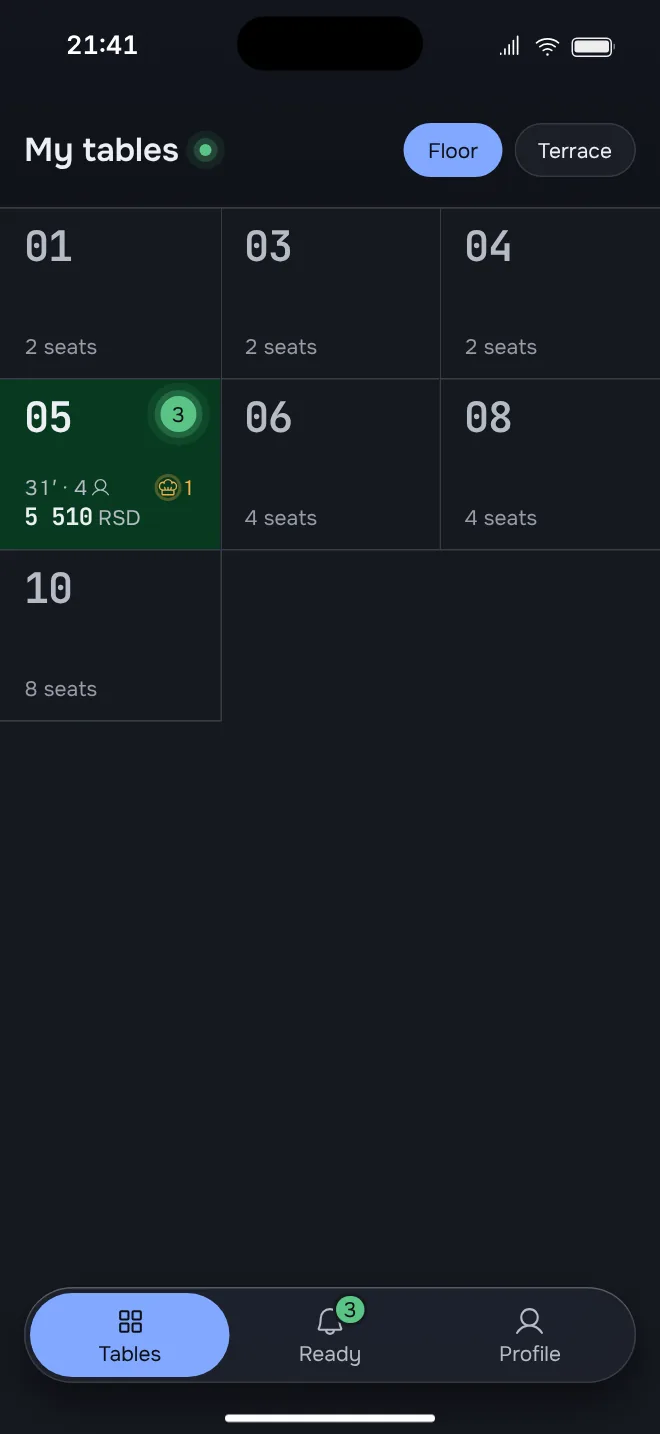 21:41
My tables
Floor
Terrace
01
2 seats
03
2 seats
04
2 seats
05
3
31′ · 4
1
5 510 RSD
06
4 seats
08
4 seats
10
8 seats
Tables
3
Ready
Profile